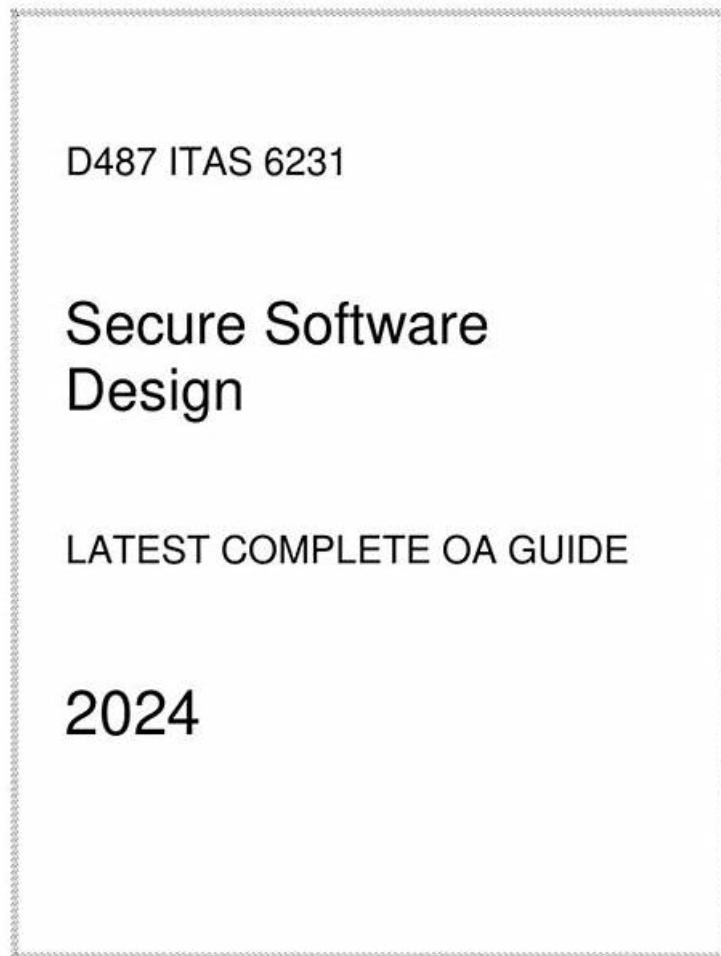 D487 ITAS 6231
Secure Software
Design
LATEST COMPLETE OA GUIDE
2024